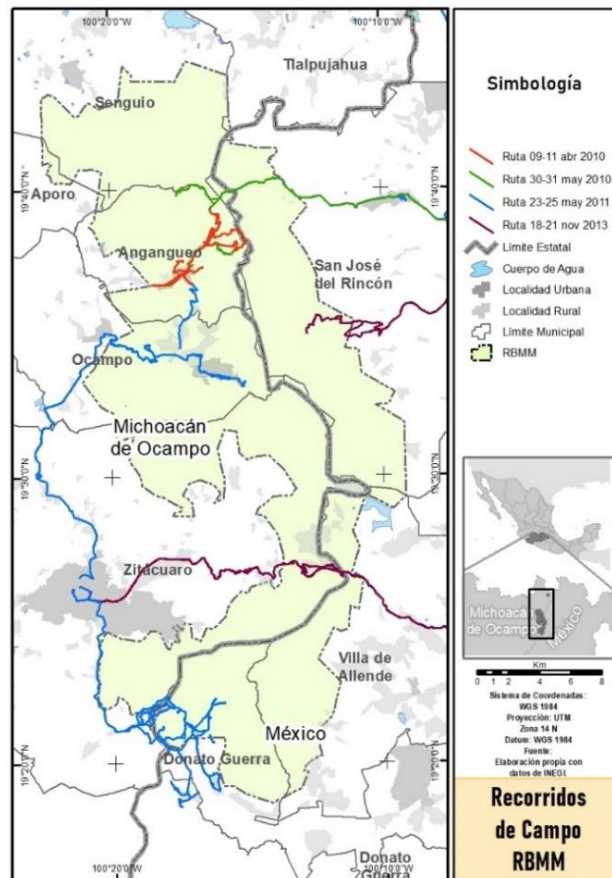 100°20'0"W
100°10'0"W
Tlalpujahua
Senguio
19°40'0"N
19°40'0"N
Aporo
Angangueo
San José
del Rincón
Ocampo
Michoacán
de Ocampo
19°30'0"N
19°30'0"N
Zitácuaro
Villa de
Allende
México
Donato Guerra
19°20'0"N
19°20'0"N
Donato
Guerra
100°20'0"W
100°10'0"W
Simbología
Ruta 09-11 abr 2010
Ruta 30-31 may 2010
Ruta 23-25 may 2011
Ruta 18-21 nov 2013
Límite Estatal
Cuerpo de Agua
Localidad Urbana
Localidad Rural
Límite Municipal
RBMM
Michoacán
de Ocampo
México
Km
0 1 2 4 6 8
Sistema de Coordenadas:
WGS 1984
Proyección: UTM
Zona 14 N
Datum: WGS 1984
Fuente:
Elaboración propia con
datos de INEGI.
Recorridos
de Campo
RBMM